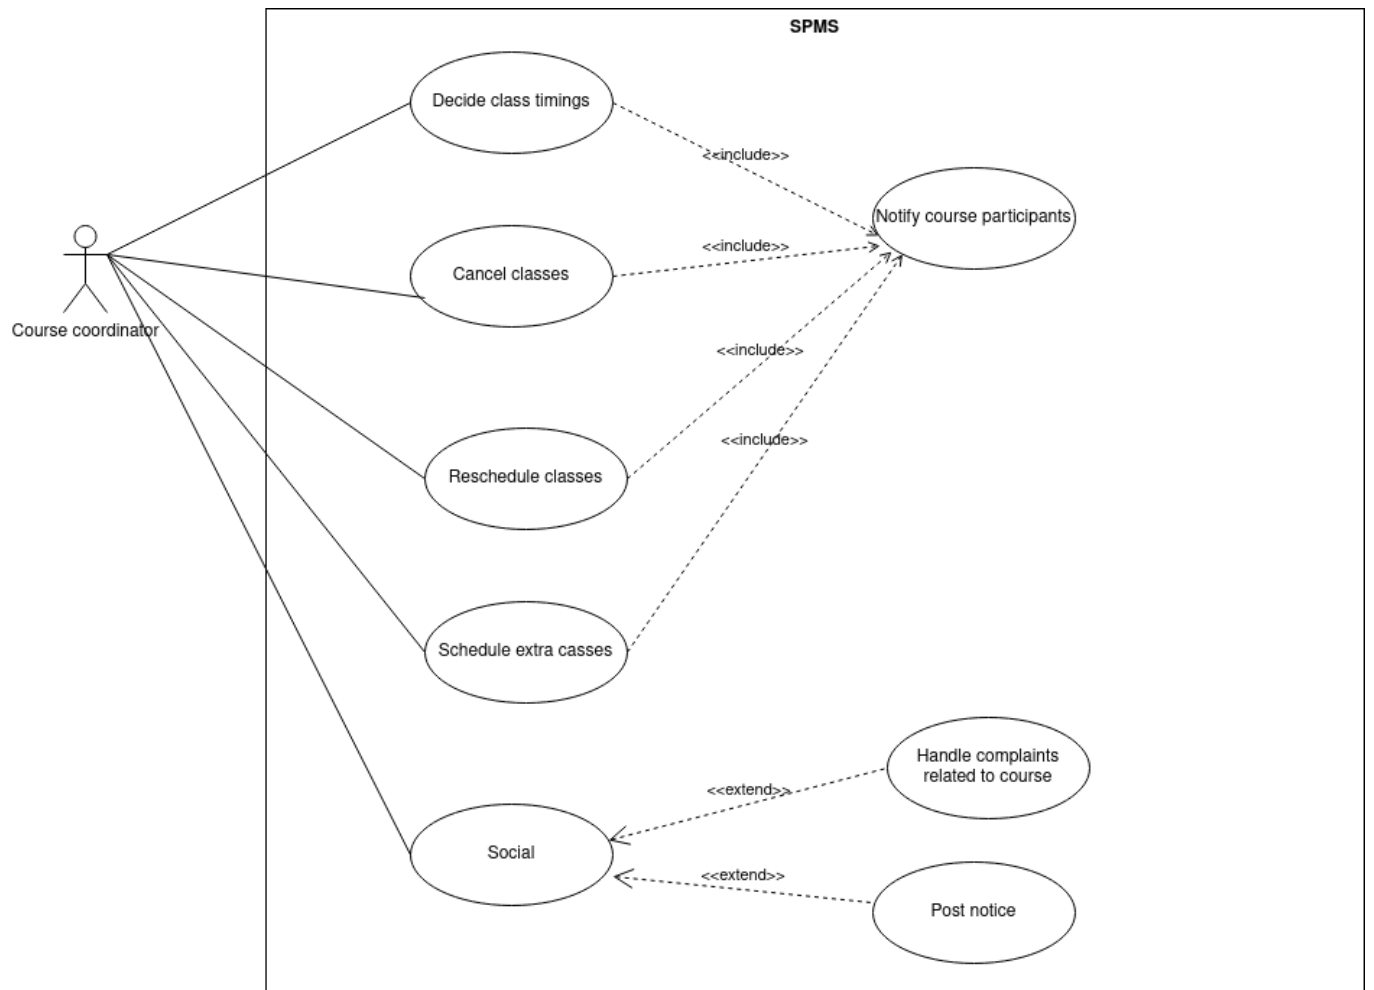 SPMS
Decide class timings
<<include>>
Notify course participants
<<include>>
Cancel classes
Course coordinator
<<include>>
<<include>>
Reschedule classes
Schedule extra casses
Handle complaints
related to course
<<extend>>
Social
<<extend>>
Post notice